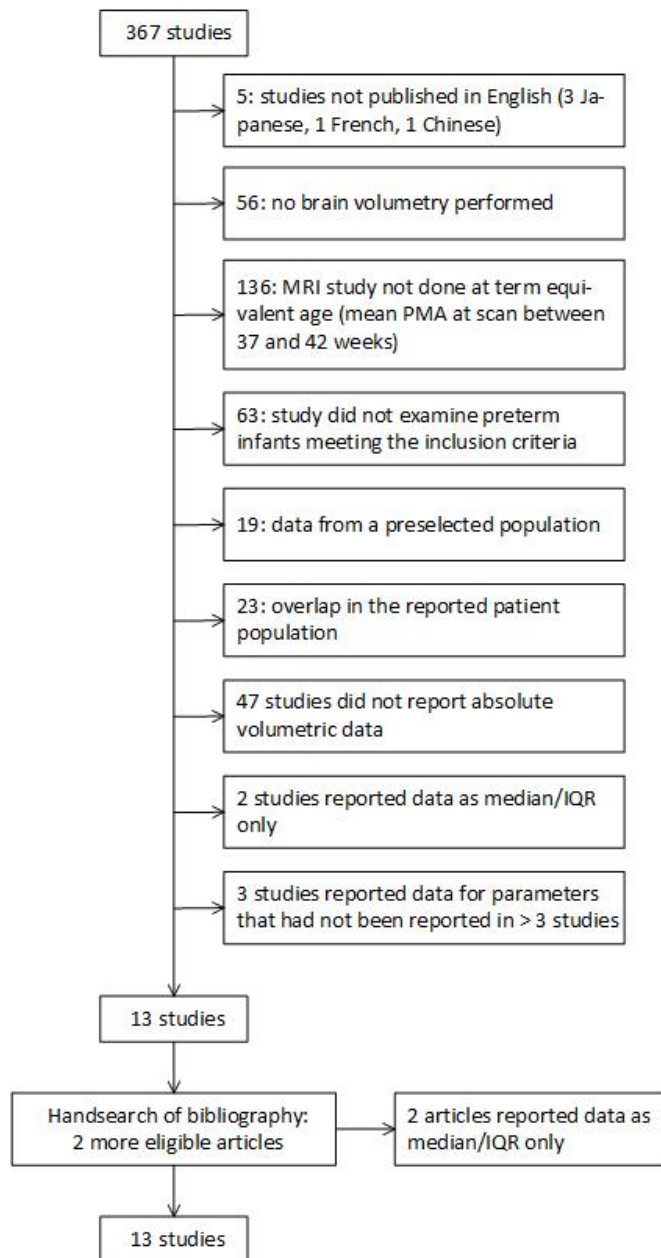 367 studies
5: studies not published in English (3 Ja-
panese, 1 French, 1 Chinese)
56: no brain volumetry performed
136: MRI study not done at term equi-
valent age (mean PMA at scan between
37 and 42 weeks)
63: study did not examine preterm
infants meeting the inclusion criteria
19: data from a preselected population
23: overlap in the reported patient
population
47 studies did not report absolute
volumetric data
2 studies reported data as median/IQR
only
3 studies reported data for parameters
that had not been reported in > 3 studies
13 studies
Handsearch of bibliography:
2 more eligible articles
2 articles reported data as
median/IQR only
13 studies